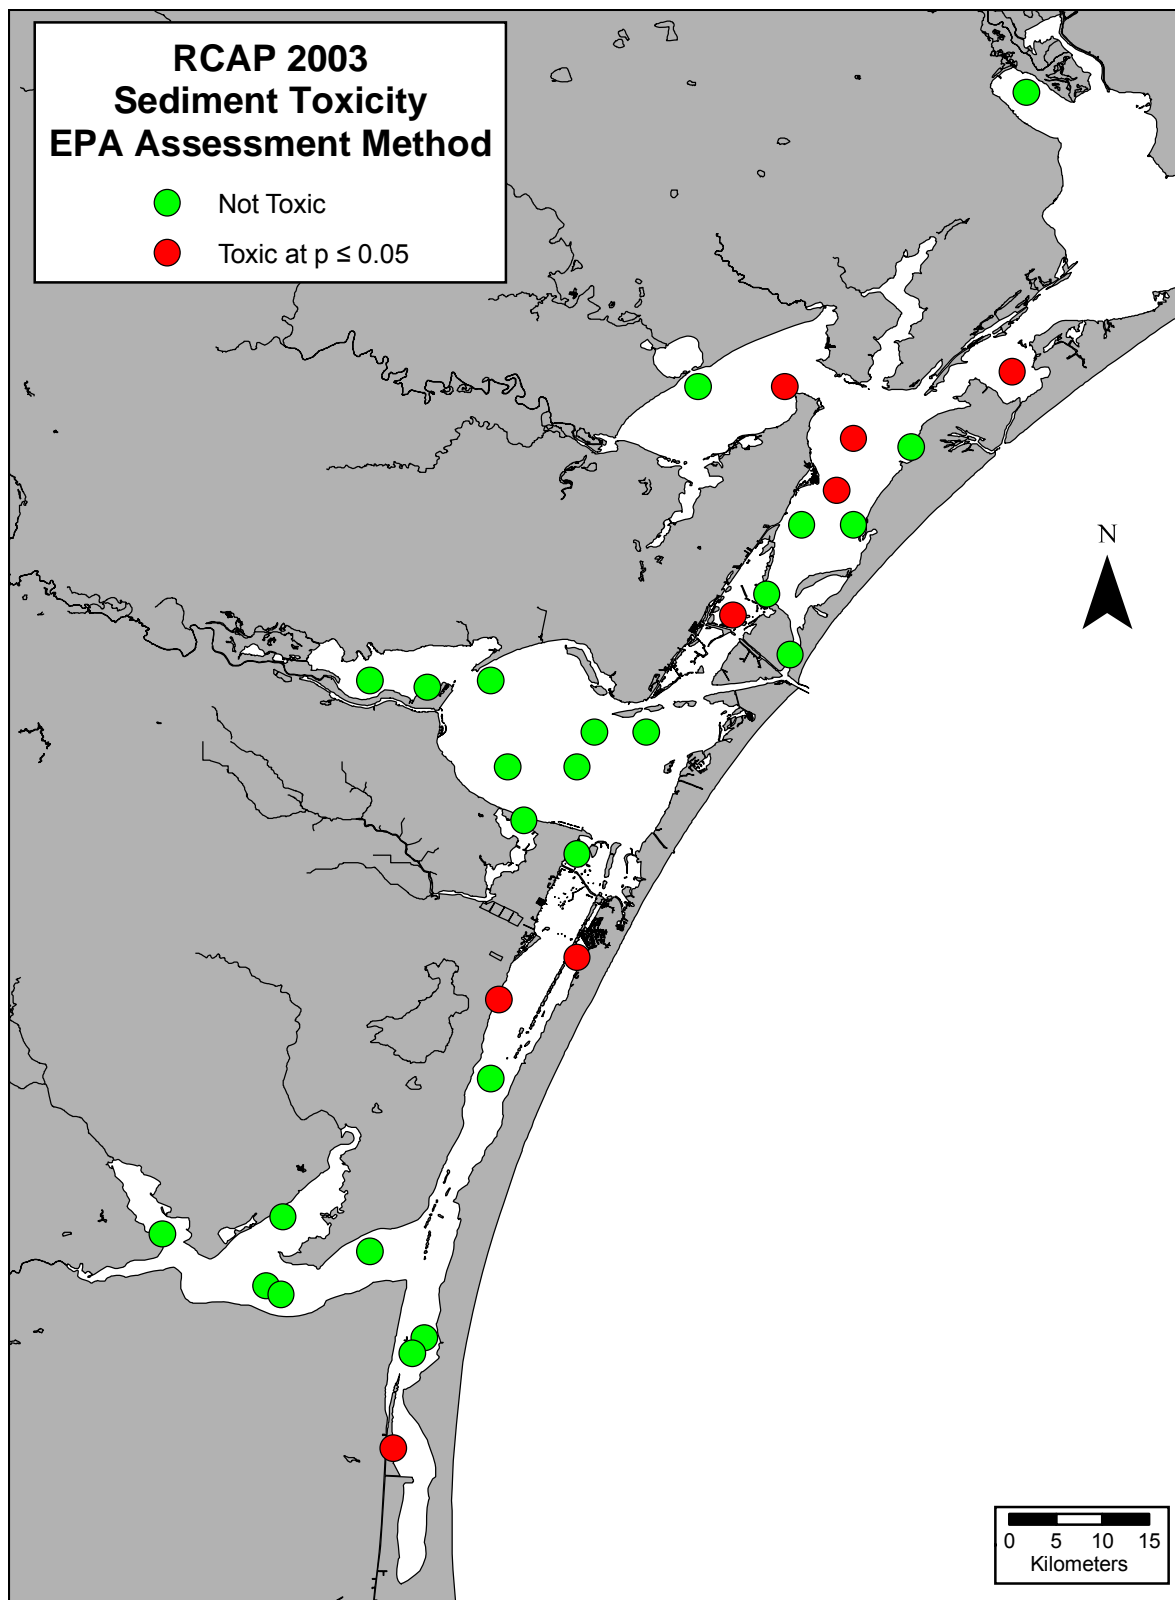 RCAP 2003
Sediment Toxicity
EPA Assessment Method
Not Toxic
Toxic at p ≤ 0.05
N
0 5 10 15
Kilometers